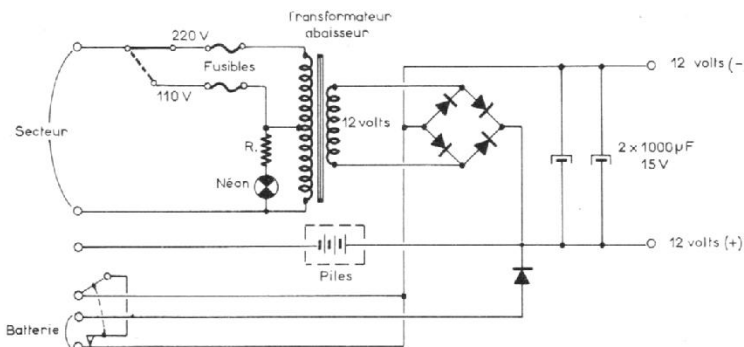 Transformateur
abaisseur
220 V
Fusibles
110 V
Secteur
R.
Néon
12 volts
12 volts (-
2 x 1000µF
15 V
12 volts (+)
Piles
Batterie